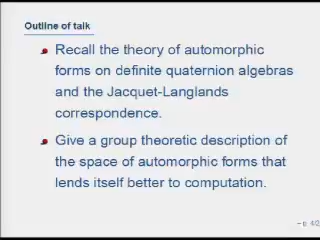 Outline of talk
Recall the theory of automorphic
forms on definite quaternion algebras
and the Jacquet-Langlands
correspondence.
Give a group theoretic description of
the space of automorphic forms that
lends itself better to computation.